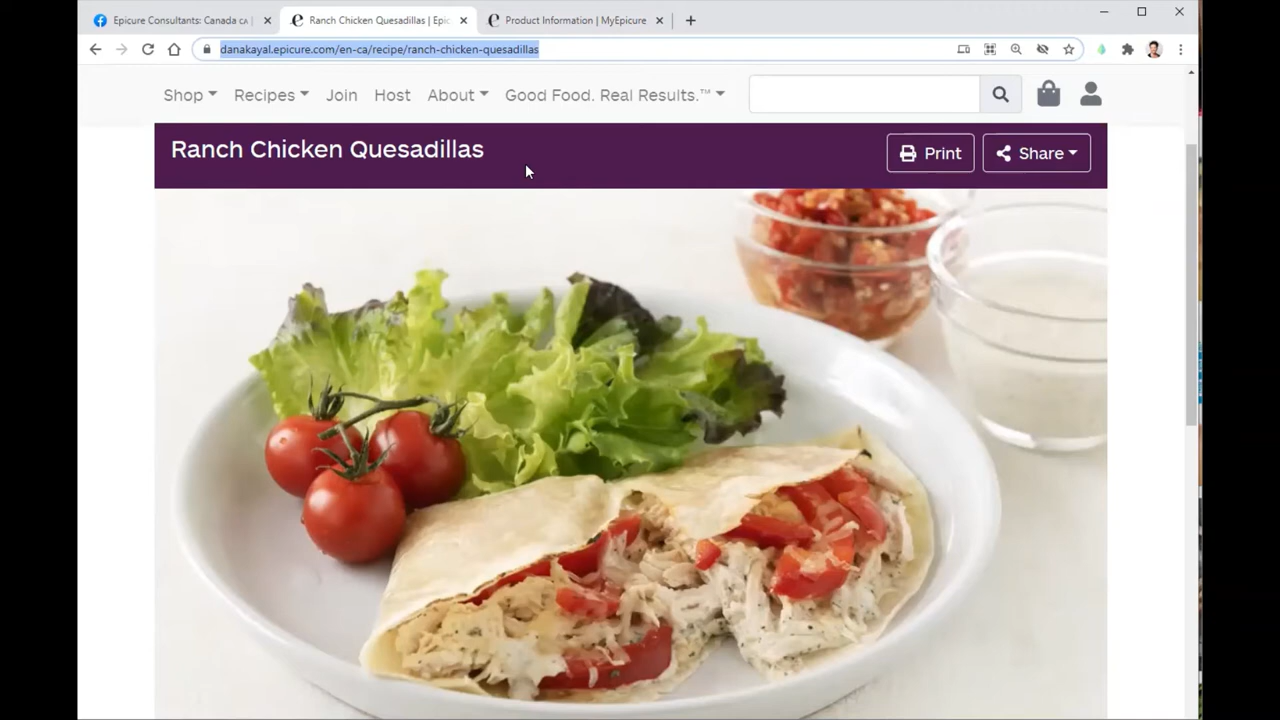 Epicure Consultants: Canada
Ranch Chicken Quesadillas | Epic
Product Information | MyEpicure
danakayal.epicure.com/en-ca/recipe/ranch-chicken-quesadillas
Shop Recipes Join Host About Good Food. Real Results.™
Ranch Chicken Quesadillas
Print
Share